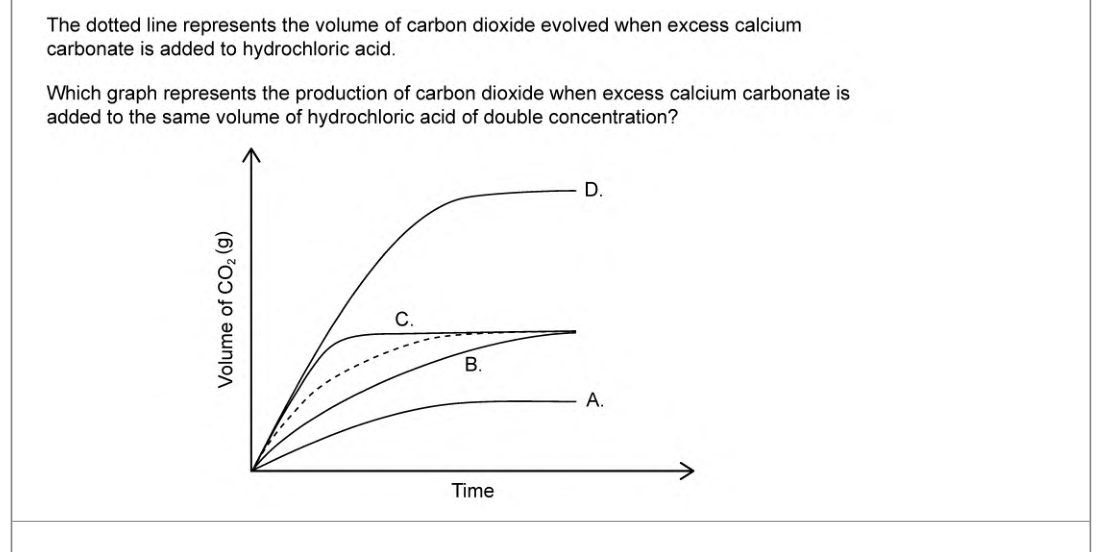 The dotted line represents the volume of carbon dioxide evolved when excess calcium
carbonate is added to hydrochloric acid.
Which graph represents the production of carbon dioxide when excess calcium carbonate is
added to the same volume of hydrochloric acid of double concentration?
D.
Volume of CO₂ (g)
C.
B.
A.
Time